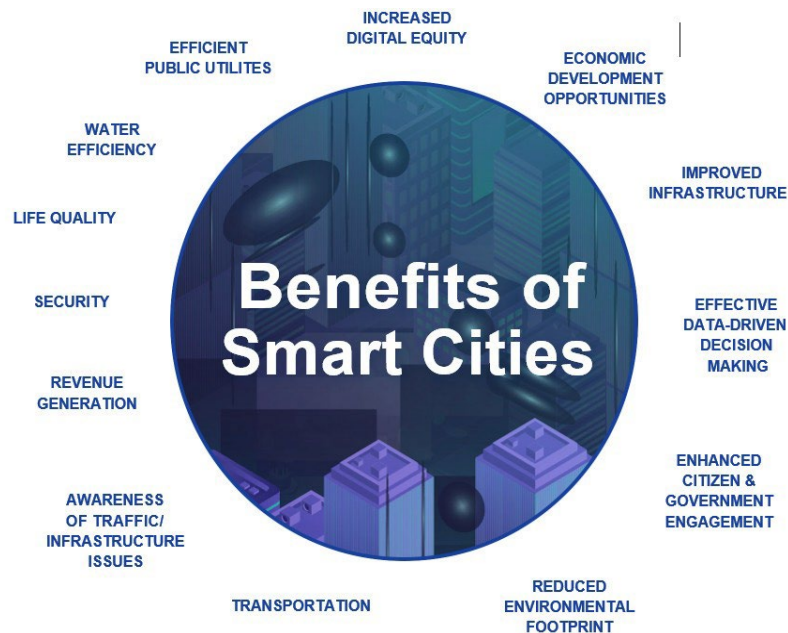 INCREASED
DIGITAL EQUITY
ECONOMIC
DEVELOPMENT
OPPORTUNITIES
IMPROVED
INFRASTRUCTURE
EFFECTIVE
DATA-DRIVEN
DECISION
MAKING
ENHANCED
CITIZEN &
GOVERNMENT
ENGAGEMENT
REDUCED
ENVIRONMENTAL
FOOTPRINT
TRANSPORTATION
AWARENESS
OF TRAFFIC/
INFRASTRUCTURE
ISSUES
REVENUE
GENERATION
SECURITY
LIFE QUALITY
WATER
EFFICIENCY
EFFICIENT
PUBLIC UTILITES
Benefits of
Smart Cities